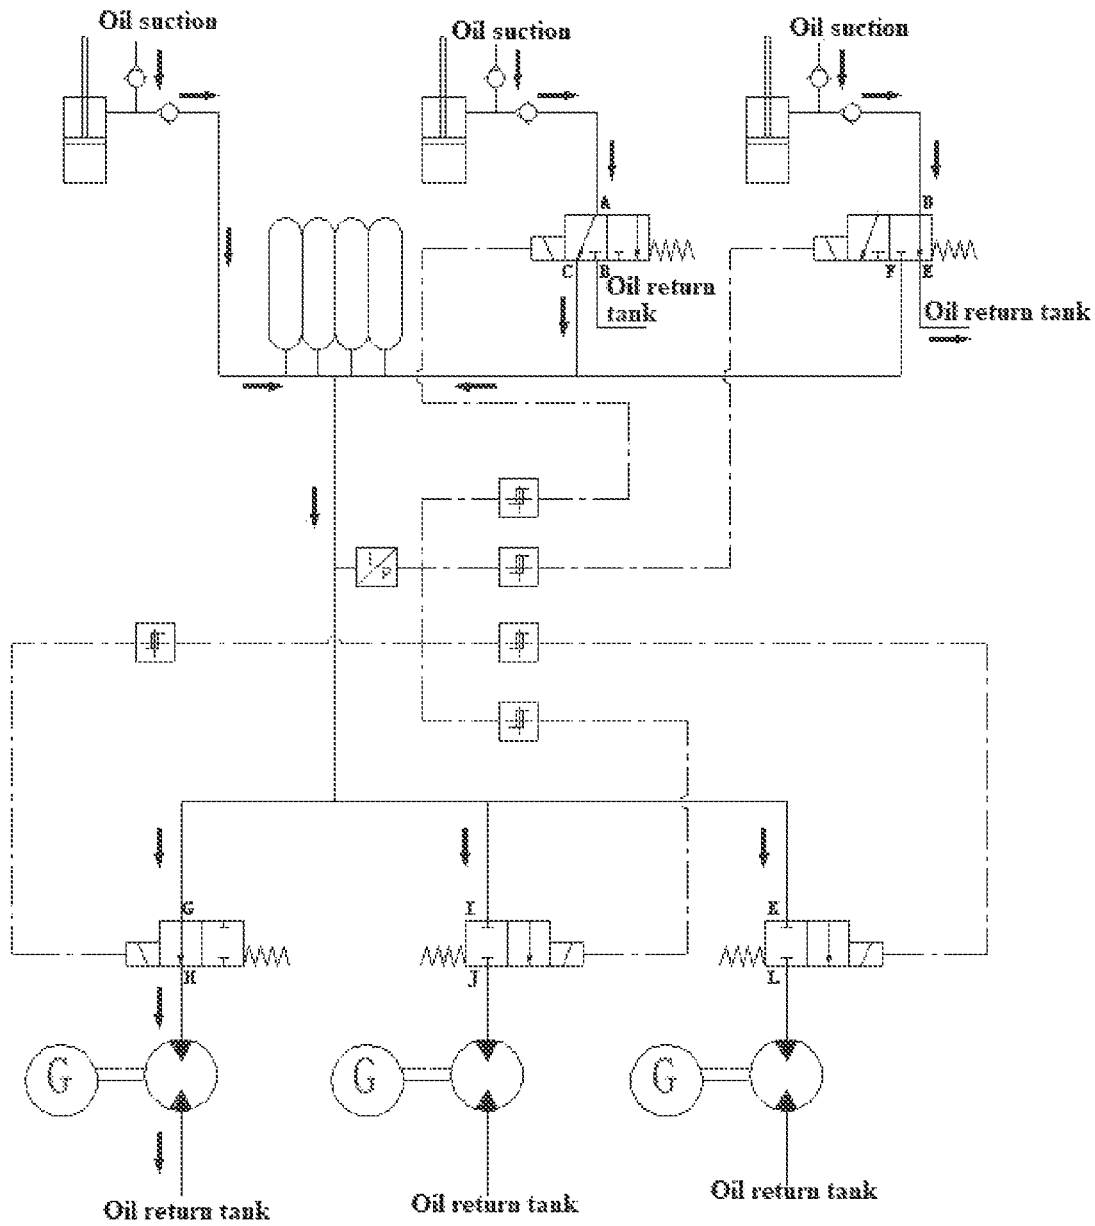 Oil suction
Oil suction
Oil suction
A
D
C B
F E
Oil return
tank
Oil return tank
I
P
G
I
K
H
J
L
G
G
G
Oil return tank
Oil return tank
Oil return tank